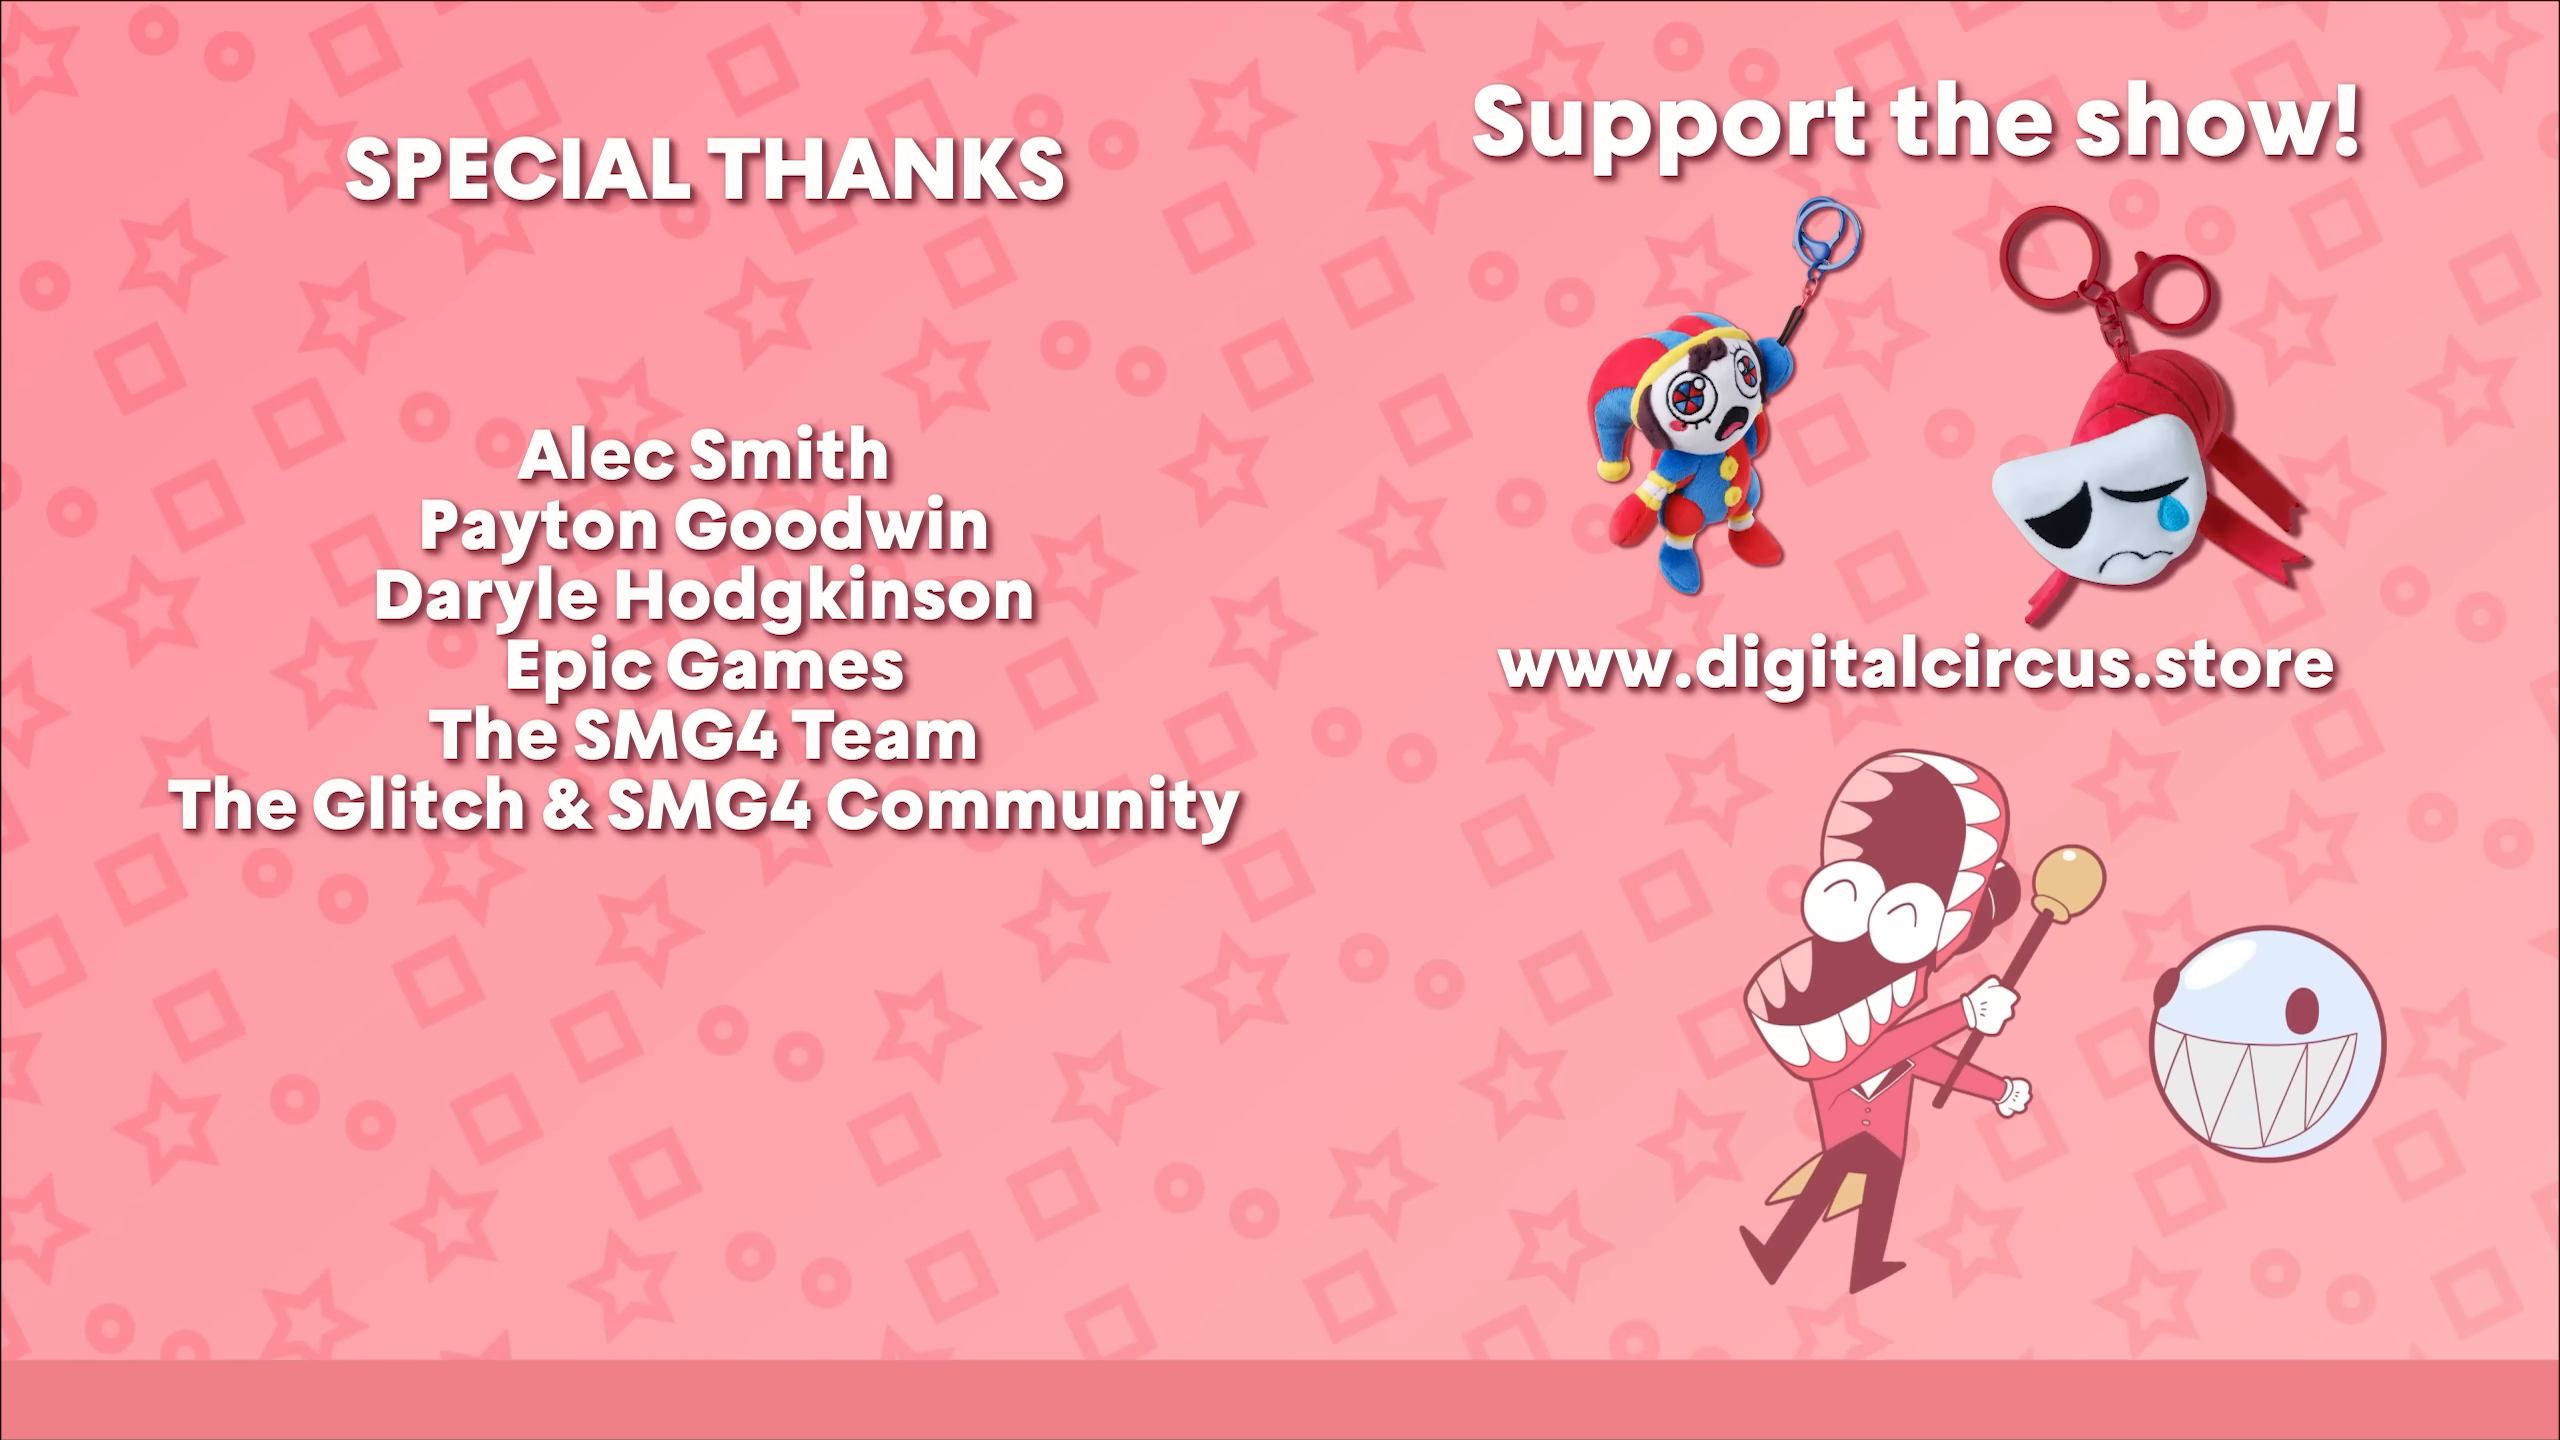 SPECIAL THANKS
Alec Smith
Payton Goodwin
Daryle Hodgkinson
Epic Games
The SMG4 Team
The Glitch & SMG4 Community
Support the show!
www.digitalcircus.store